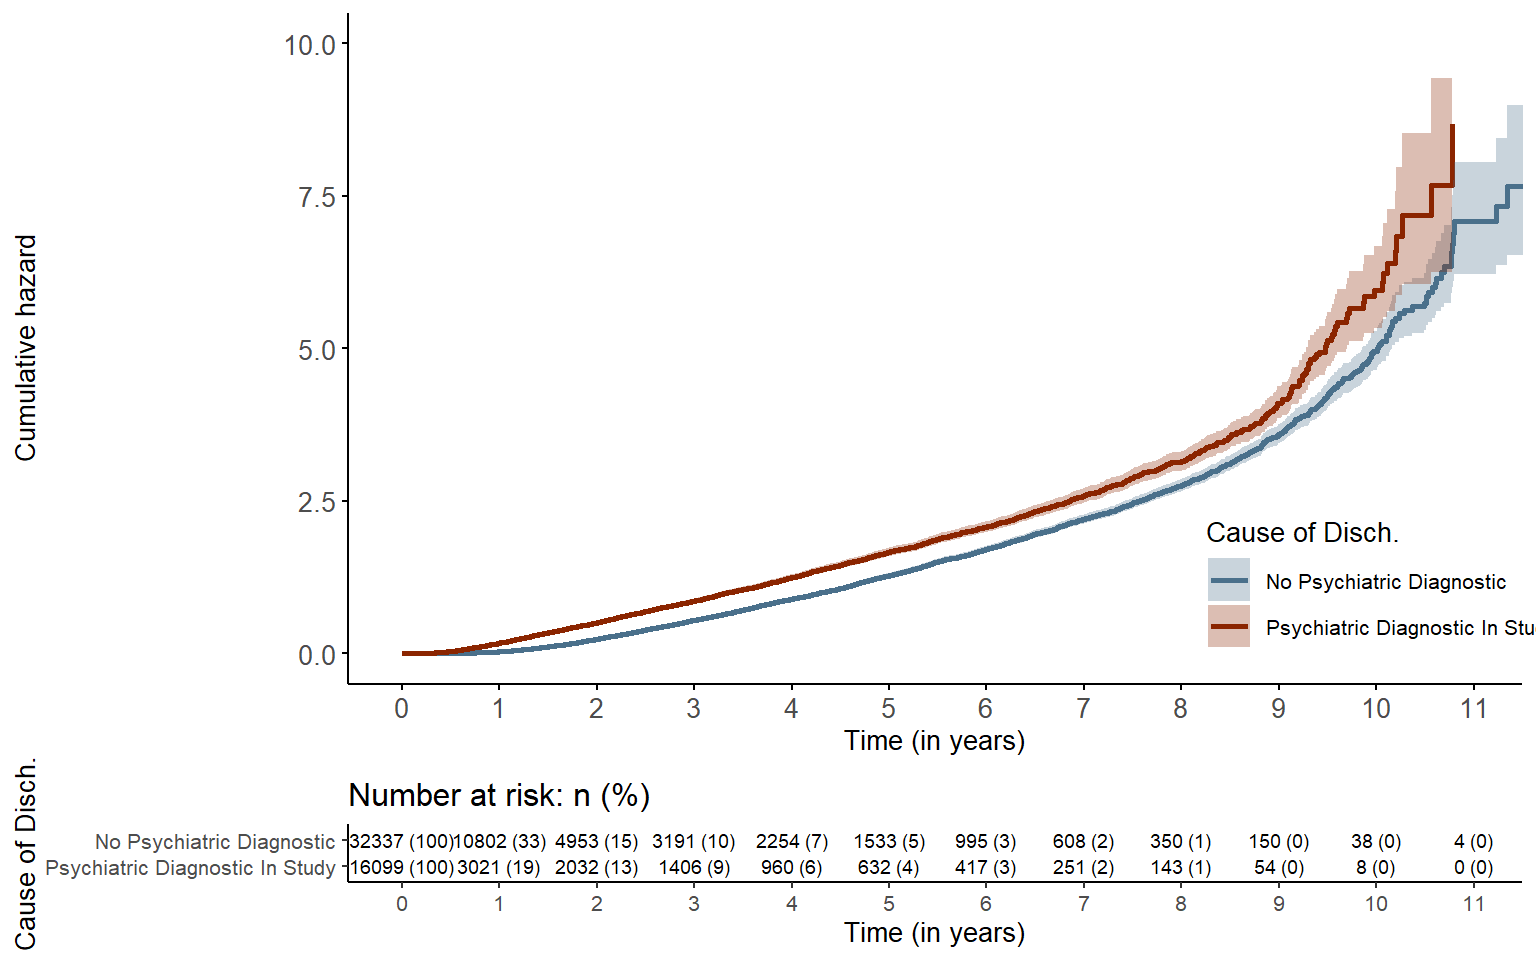 10.0
7.5
5.0
2.5
0.0
Cumulative hazard
Cause of Disch.
No Psychiatric Diagnostic
Psychiatric Diagnostic In Stu
0 1 2 3 4 5 6 7 8 9 10 11
Time (in years)
Number at risk: n (%)
Cause of Disch.
No Psychiatric Diagnostic 32337 (100) 10802 (33) 4953 (15) 3191 (10) 2254 (7) 1533 (5) 995 (3) 608 (2) 350 (1) 150 (0) 38 (0) 4 (0)
Psychiatric Diagnostic In Study 16099 (100) 3021 (19) 2032 (13) 1406 (9) 960 (6) 632 (4) 417 (3) 251 (2) 143 (1) 54 (0) 8 (0) 0 (0)
0 1 2 3 4 5 6 7 8 9 10 11
Time (in years)